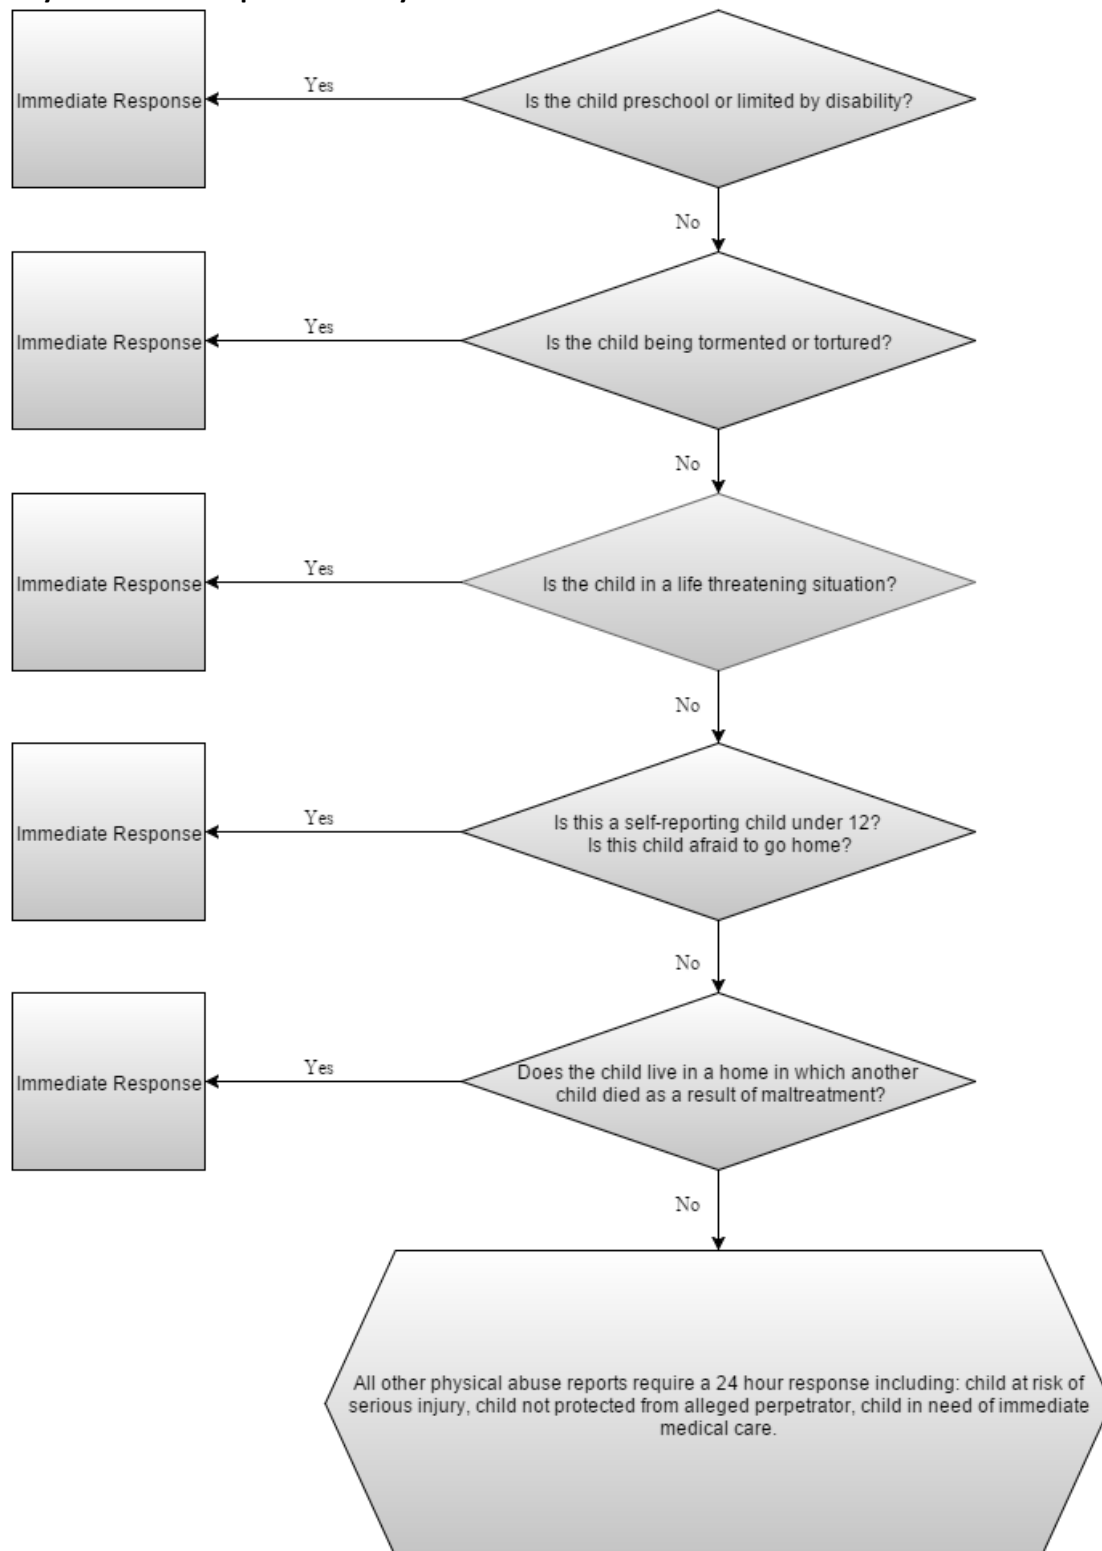 Immediate Response
Yes
Is the child preschool or limited by disability?
No
Immediate Response
Yes
Is the child being tormented or tortured?
No
Immediate Response
Yes
Is the child in a life threatening situation?
No
Immediate Response
Yes
Is this a self-reporting child under 12?
Is this child afraid to go home?
No
Immediate Response
Yes
Does the child live in a home in which another
child died as a result of maltreatment?
No
All other physical abuse reports require a 24 hour response including: child at risk of
serious injury, child not protected from alleged perpetrator, child in need of immediate
medical care.